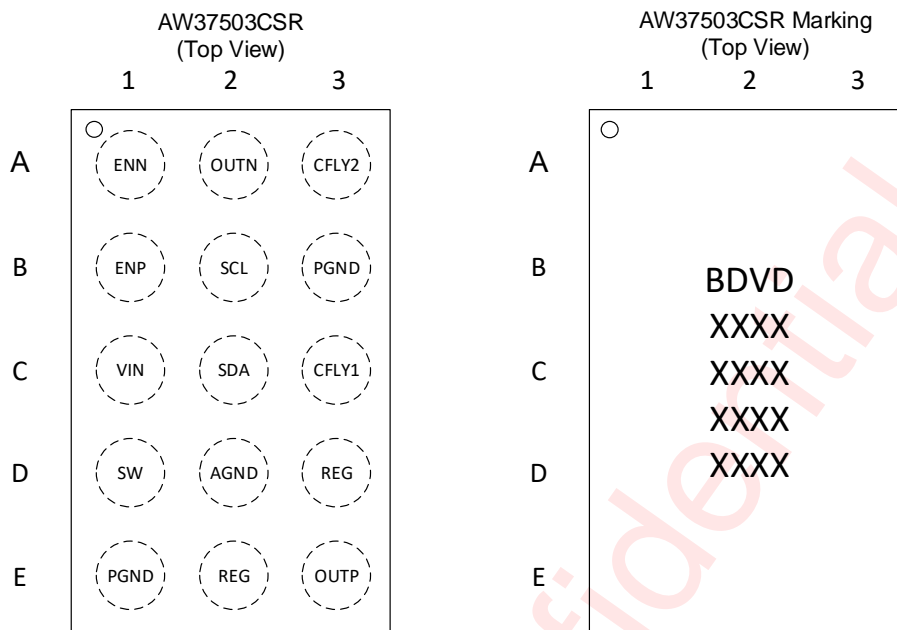 AW37503CSR
(Top View)
1 2 3
A ENN OUTN CFLY2
B ENP SCL PGND
C VIN SDA CFLY1
D SW AGND REG
E PGND REG OUTP
AW37503CSR Marking
(Top View)
1 2 3
A
B
C
D
E
BDVD
XXXX
XXXX
XXXX
XXXX
fidential